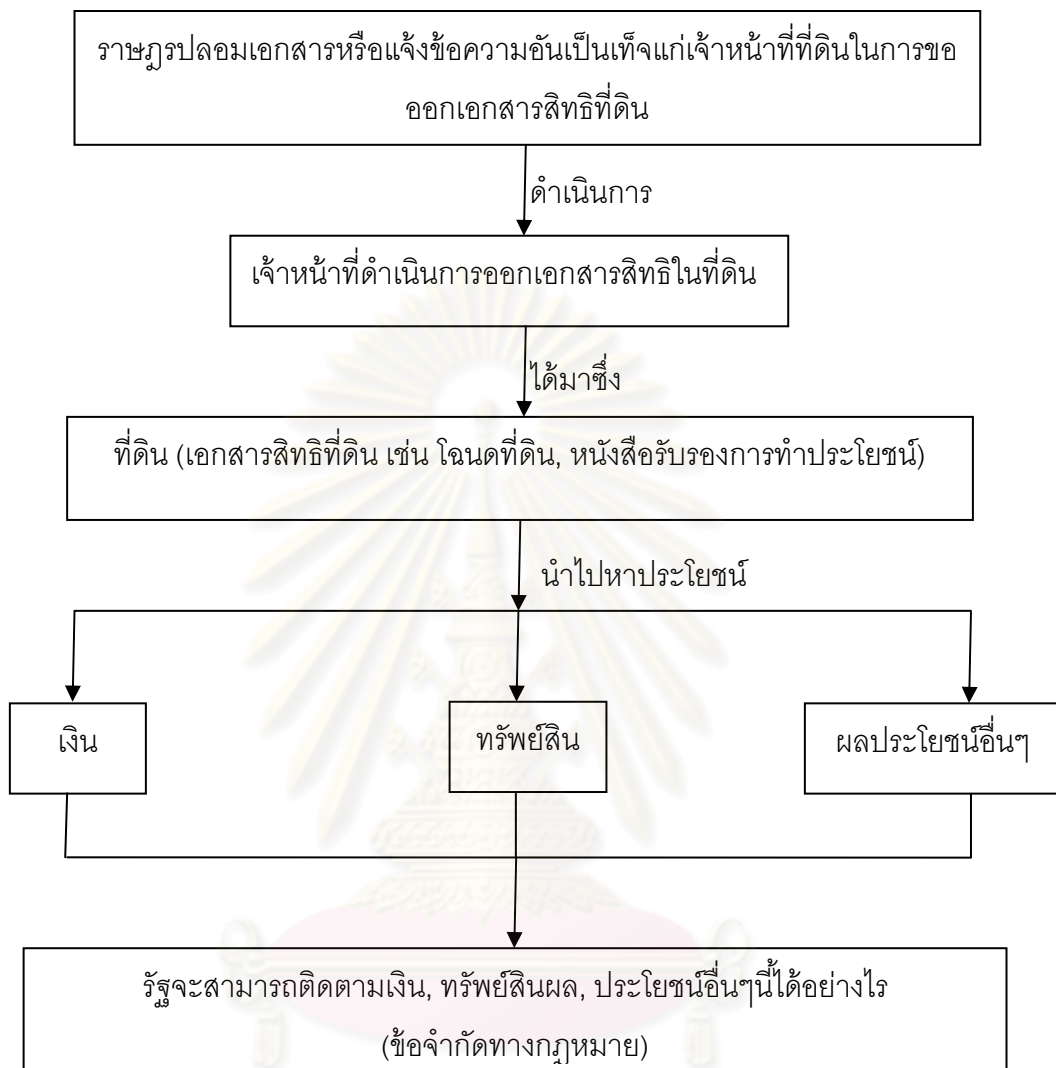 ราษฎรปลอมเอกสารหรือแจ้งข้อความอันเป็นเท็จแก่เจ้าหน้าที่ที่ดินในการขอ
ออกเอกสารสิทธิที่ดิน
ดำเนินการ
เจ้าหน้าที่ดำเนินการออกเอกสารสิทธิในที่ดิน
ได้มาซึ่ง
ที่ดิน (เอกสารสิทธิที่ดิน เช่น โฉนดที่ดิน, หนังสือรับรองการทำประโยชน์)
นำไปหาประโยชน์
เงิน
ทรัพย์สิน
ผลประโยชน์อื่นๆ
รัฐจะสามารถติดตามเงิน, ทรัพย์สินผล, ประโยชน์อื่นๆนี้ได้อย่างไร
(ข้อจำกัดทางกฎหมาย)